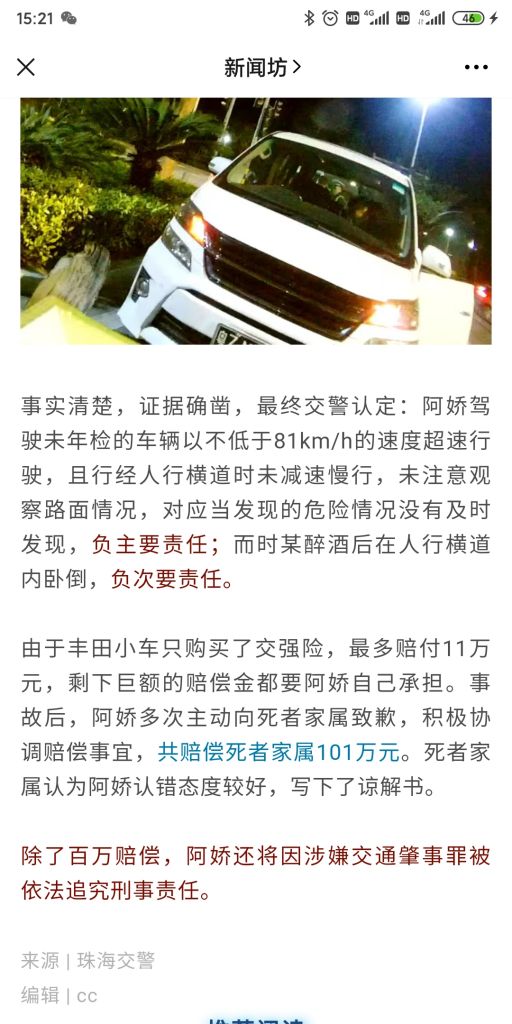 15:21
HD 4G HD 4G 46
新闻坊
事实清楚，证据确凿，最终交警认定：阿娇驾
驶未年检的车辆以不低于81km/h的速度超速行
驶，且行经人行横道时未减速慢行，未注意观
察路面情况，对应当发现的危险情况没有及时
发现，负主要责任；而时某醉酒后在人行横道
内卧倒，负次要责任。
由于丰田小车只购买了交强险，最多赔付11万
元，剩下巨额的赔偿金都要阿娇自己承担。事
故后，阿娇多次主动向死者家属致歉，积极协
调赔偿事宜，共赔偿死者家属101万元。死者家
属认为阿娇认错态度较好，写下了谅解书。
除了百万赔偿，阿娇还将因涉嫌交通肇事罪被
依法追究刑事责任。
来源 | 珠海交警
编辑 | cc